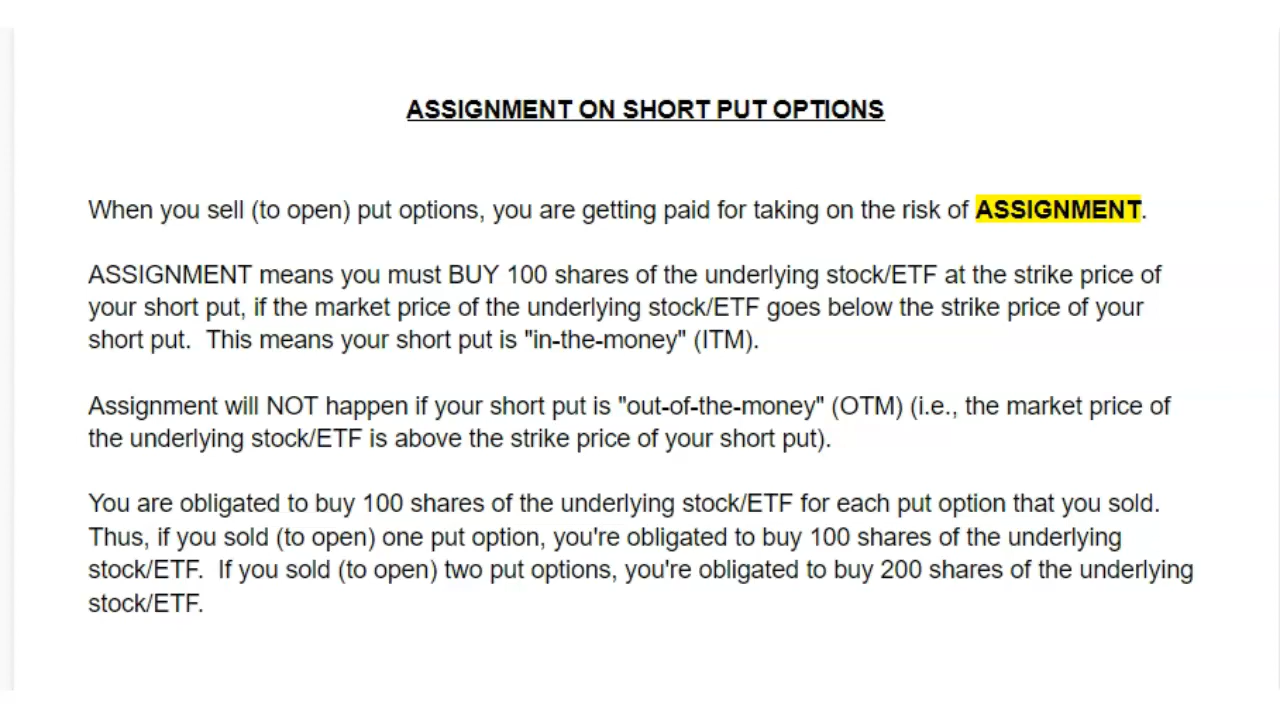 ASSIGNMENT ON SHORT PUT OPTIONS
When you sell (to open) put options, you are getting paid for taking on the risk of ASSIGNMENT.
ASSIGNMENT means you must BUY 100 shares of the underlying stock/ETF at the strike price of
your short put, if the market price of the underlying stock/ETF goes below the strike price of your
short put.  This means your short put is "in-the-money" (ITM).
Assignment will NOT happen if your short put is "out-of-the-money" (OTM) (i.e., the market price of
the underlying stock/ETF is above the strike price of your short put).
You are obligated to buy 100 shares of the underlying stock/ETF for each put option that you sold.
Thus, if you sold (to open) one put option, you're obligated to buy 100 shares of the underlying
stock/ETF.  If you sold (to open) two put options, you're obligated to buy 200 shares of the underlying
stock/ETF.